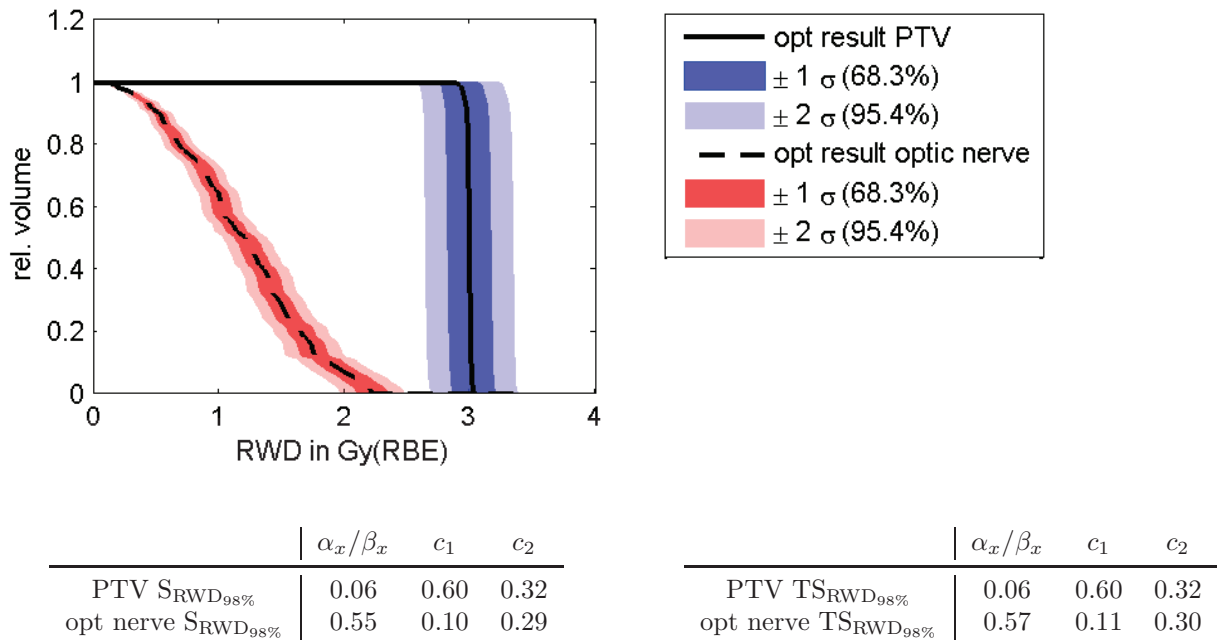 1.2
1
0.8
0.6
0.4
0.2
0
rel. volume
0 1 2 3 4
RWD in Gy(RBE)
opt result PTV
± 1 σ (68.3%)
± 2 σ (95.4%)
opt result optic nerve
± 1 σ (68.3%)
± 2 σ (95.4%)
αx/βx c1 c2
PTV SRWD98% 0.06 0.60 0.32
opt nerve SRWD98% 0.55 0.10 0.29
αx/βx c1 c2
PTV TSRWD98% 0.06 0.60 0.32
opt nerve TSRWD98% 0.57 0.11 0.30